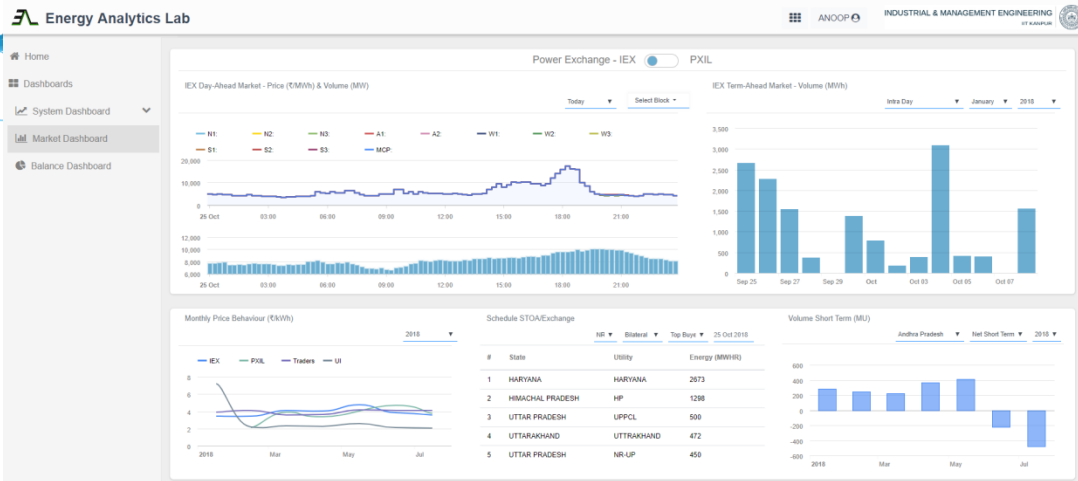 Energy Analytics Lab
ANOOP
INDUSTRIAL & MANAGEMENT ENGINEERING
IIT KANPUR
Home
Dashboards
System Dashboard
Market Dashboard
Balance Dashboard
Power Exchange - IEX PXIL
IEX Day-Ahead Market - Price (₹/MWh) & Volume (MW)
Today Select Block
N1: N2: N3: A1: A2: W1: W2: W3:
S1: S2: S3: MCP:
20,000
10,000
0
25 Oct 03:00 06:00 09:00 12:00 15:00 18:00 21:00
12,000
10,000
8,000
6,000
25 Oct 03:00 06:00 09:00 12:00 15:00 18:00 21:00
IEX Term-Ahead Market - Volume (MWh)
Intra Day January 2018
3,500
3,000
2,500
2,000
1,500
1,000
500
0
Sep 25 Sep 27 Sep 29 Oct Oct 03 Oct 05 Oct 07
Monthly Price Behaviour (₹/kWh)
2018
IEX PXIL Traders UI
8
6
4
2
0
2018 Mar May Jul
Schedule STOA/Exchange
NR Bilateral Top Buye 25 Oct 2018
# State Utility Energy (MWHR)
1 HARYANA HARYANA 2673
2 HIMACHAL PRADESH HP 1298
3 UTTAR PRADESH UPPCL 500
4 UTTARAKHAND UTTRAKHAND 472
5 UTTAR PRADESH NR-UP 450
Volume Short Term (MU)
Andhra Pradesh Net Short Term 2018
600
400
200
0
-200
-400
-600
2018 Mar May Jul